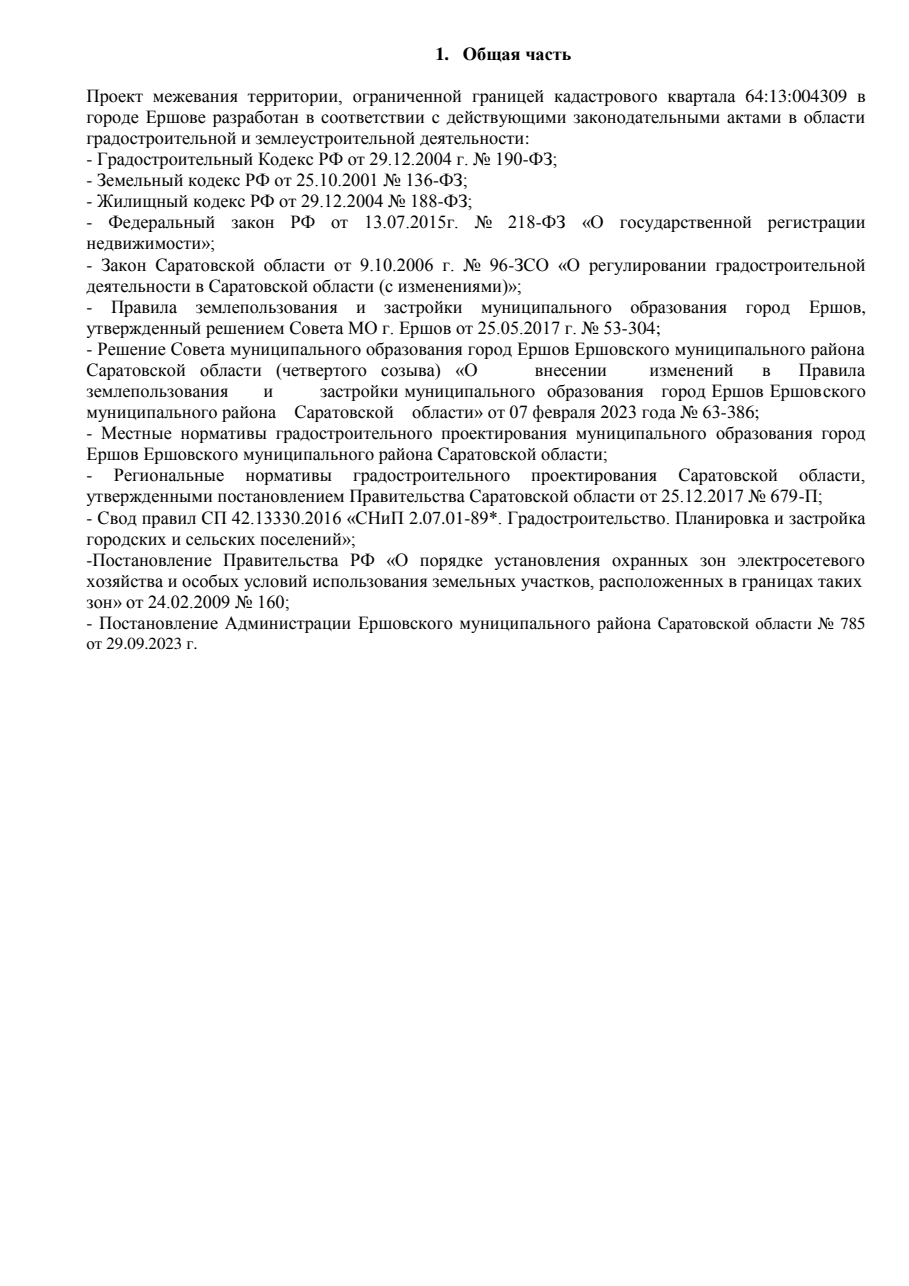 1. Общая часть
Проект межевания территории, ограниченной границей кадастрового квартала 64:13:004309 в
городе Ершове разработан в соответствии с действующими законодательными актами в области
градостроительной и землеустроительной деятельности:
- Градостроительный Кодекс РФ от 29.12.2004 г. № 190-ФЗ;
- Земельный кодекс РФ от 25.10.2001 № 136-ФЗ;
- Жилищный кодекс РФ от 29.12.2004 № 188-ФЗ;
- Федеральный закон РФ от 13.07.2015г. № 218-ФЗ «О государственной регистрации
недвижимости»;
- Закон Саратовской области от 9.10.2006 г. № 96-ЗСО «О регулировании градостроительной
деятельности в Саратовской области (с изменениями)»;
- Правила землепользования и застройки муниципального образования город Ершов,
утвержденный решением Совета МО г. Ершов от 25.05.2017 г. № 53-304;
- Решение Совета муниципального образования город Ершов Ершовского муниципального района
Саратовской области (четвертого созыва) «О внесении изменений в Правила
землепользования и застройки муниципального образования город Ершов Ершовского
муниципального района Саратовской области» от 07 февраля 2023 года № 63-386;
- Местные нормативы градостроительного проектирования муниципального образования город
Ершов Ершовского муниципального района Саратовской области;
- Региональные нормативы градостроительного проектирования Саратовской области,
утвержденными постановлением Правительства Саратовской области от 25.12.2017 № 679-П;
- Свод правил СП 42.13330.2016 «СНиП 2.07.01-89*. Градостроительство. Планировка и застройка
городских и сельских поселений»;
-Постановление Правительства РФ «О порядке установления охранных зон электросетевого
хозяйства и особых условий использования земельных участков, расположенных в границах таких
зон» от 24.02.2009 № 160;
- Постановление Администрации Ершовского муниципального района Саратовской области № 785
от 29.09.2023 г.